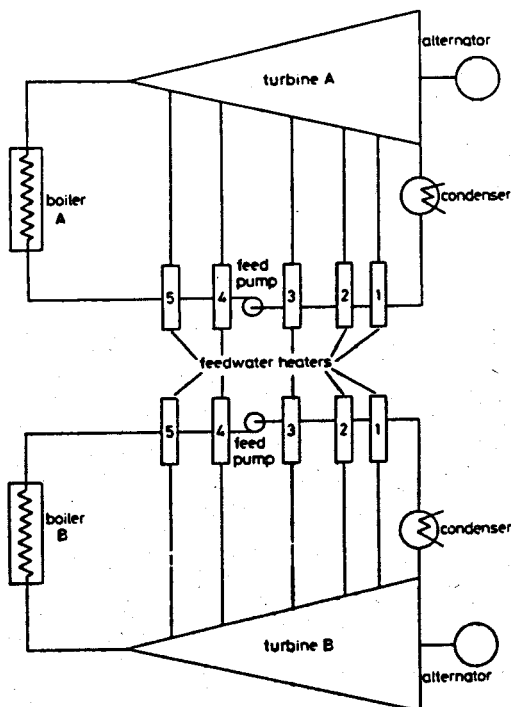 alternator
turbine A
boiler
A
condenser
feed
pump
5
4
3
2
1
feedwater heaters
5
4
3
2
1
feed
pump
boiler
B
condenser
turbine B
alternator